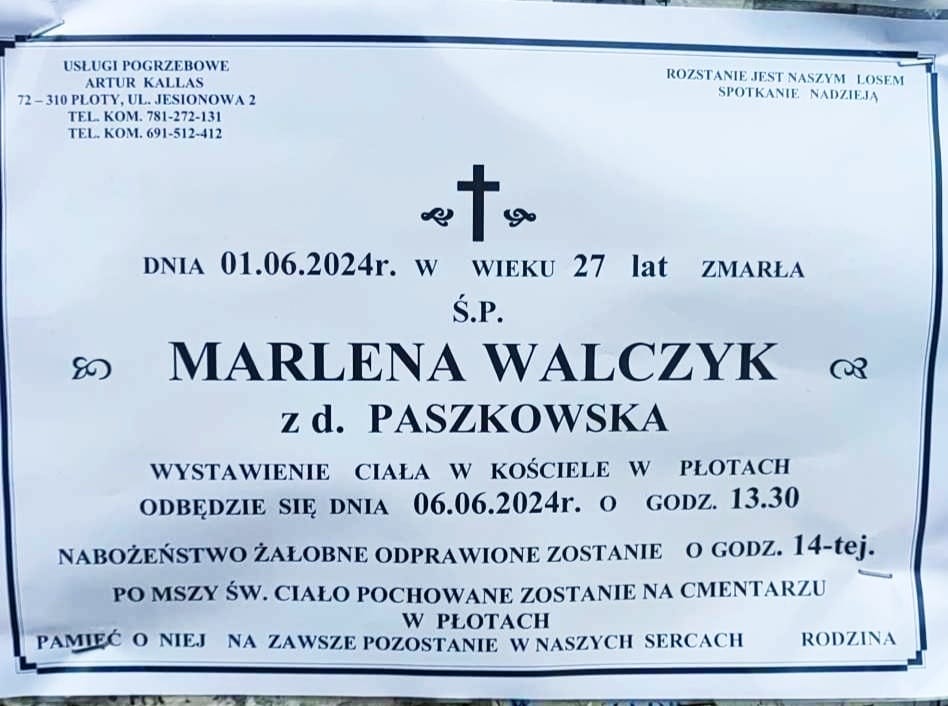 USŁUGI POGRZEBOWE
ARTUR KALLAS
72 – 310 PŁOTY, UL. JESIONOWA 2
TEL. KOM. 781-272-131
TEL. KOM. 691-512-412
ROZSTANIE JEST NASZYM LOSEM
SPOTKANIE NADZIEJĄ
DNIA 01.06.2024r. W WIEKU 27 lat ZMARŁA
Ś.P.
MARLENA WALCZYK
z d. PASZKOWSKA
WYSTAWIENIE CIAŁA W KOŚCIELE W PŁOTACH
ODBĘDZIE SIĘ DNIA 06.06.2024r. O GODZ. 13.30
NABOŻEŃSTWO ŻAŁOBNE ODPRAWIONE ZOSTANIE O GODZ. 14-tej.
PO MSZY ŚW. CIAŁO POCHOWANE ZOSTANIE NA CMENTARZU
W PŁOTACH
PAMIĘĆ O NIEJ NA ZAWSZE POZOSTANIE W NASZYCH SERCACH RODZINA